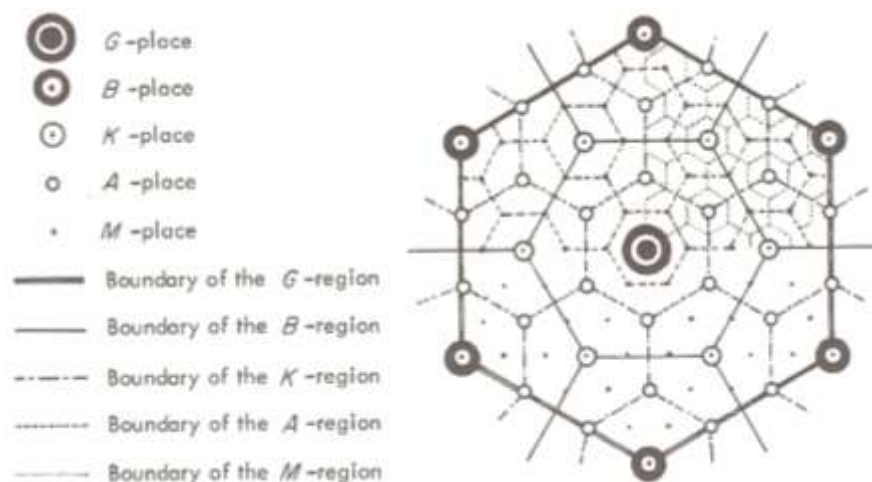 G-place
B-place
K-place
A-place
M-place
Boundary of the G-region
Boundary of the B-region
Boundary of the K-region
Boundary of the A-region
Boundary of the M-region